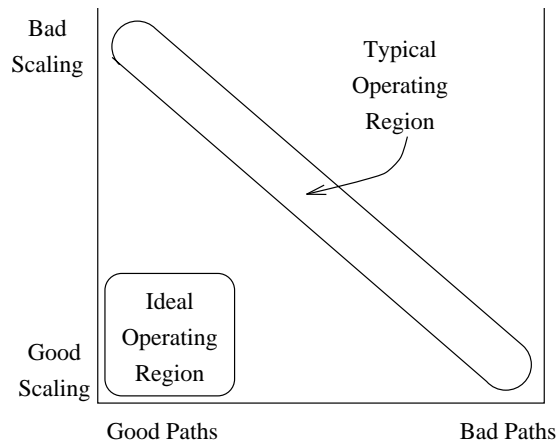 Bad
Scaling
Typical
Operating
Region
Ideal
Operating
Region
Good
Scaling
Good Paths
Bad Paths